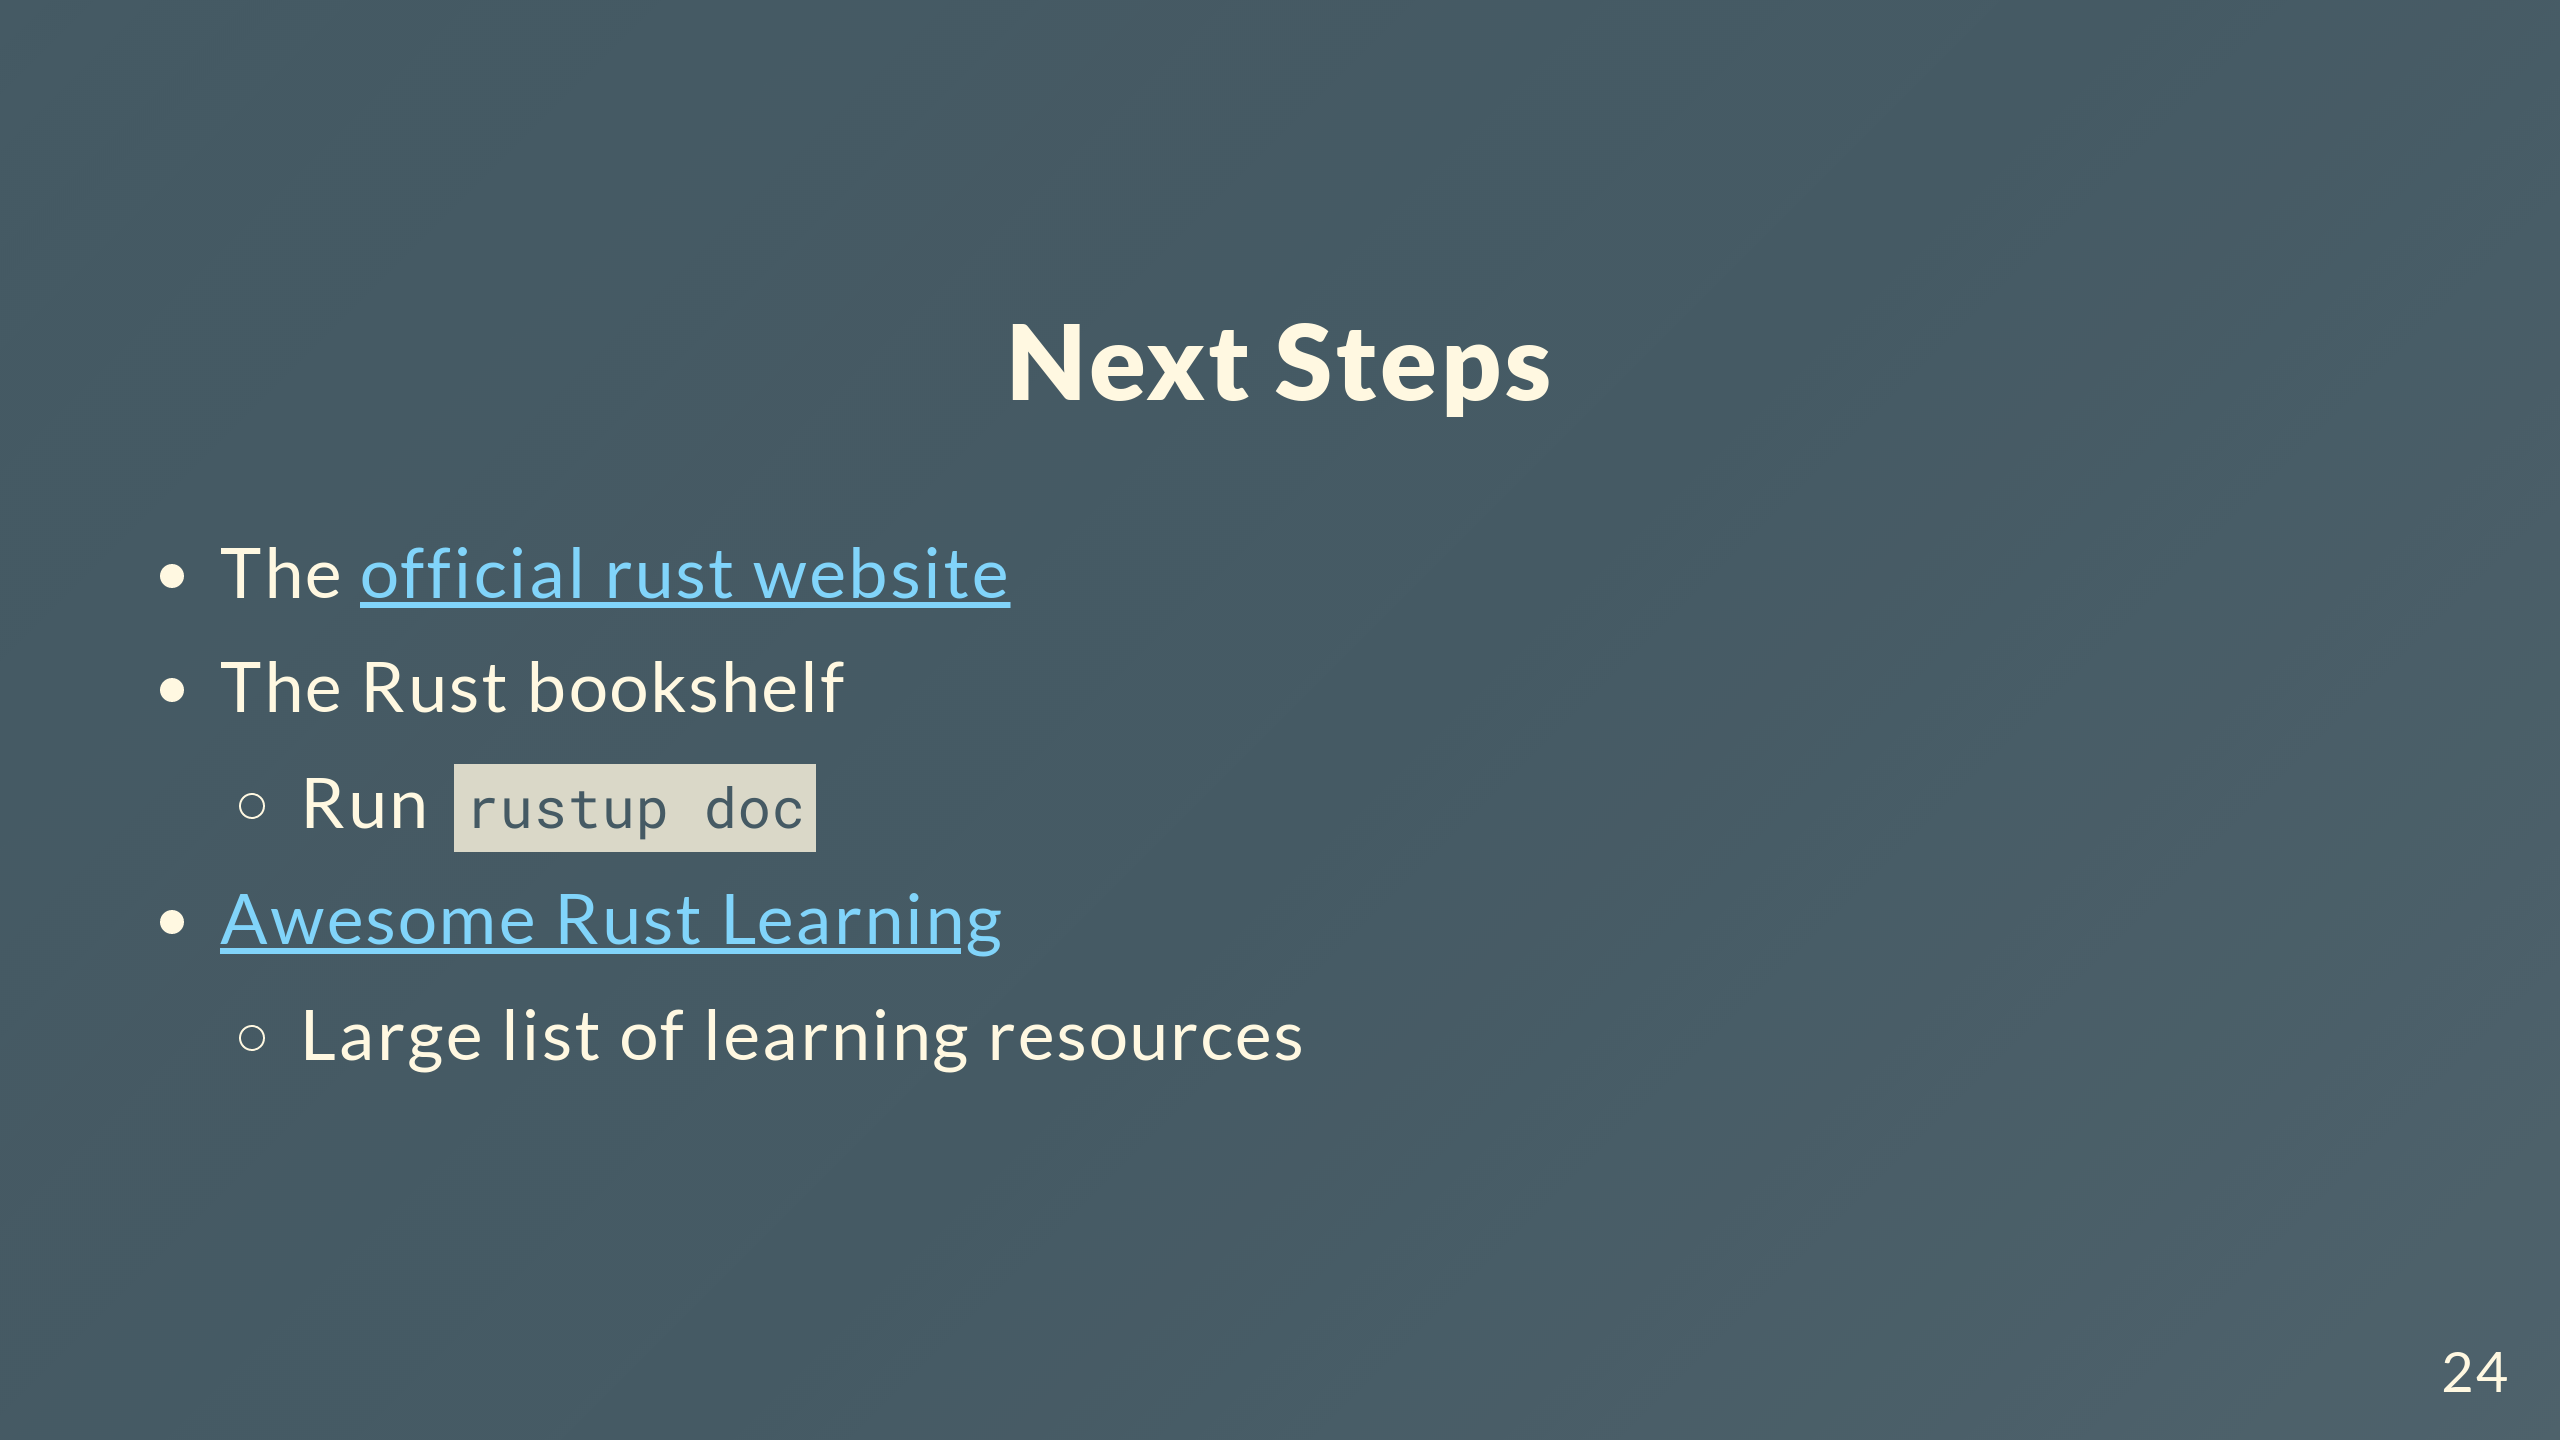 Next Steps
The official rust website
The Rust bookshelf
Run rustup doc
Awesome Rust Learning
Large list of learning resources
24